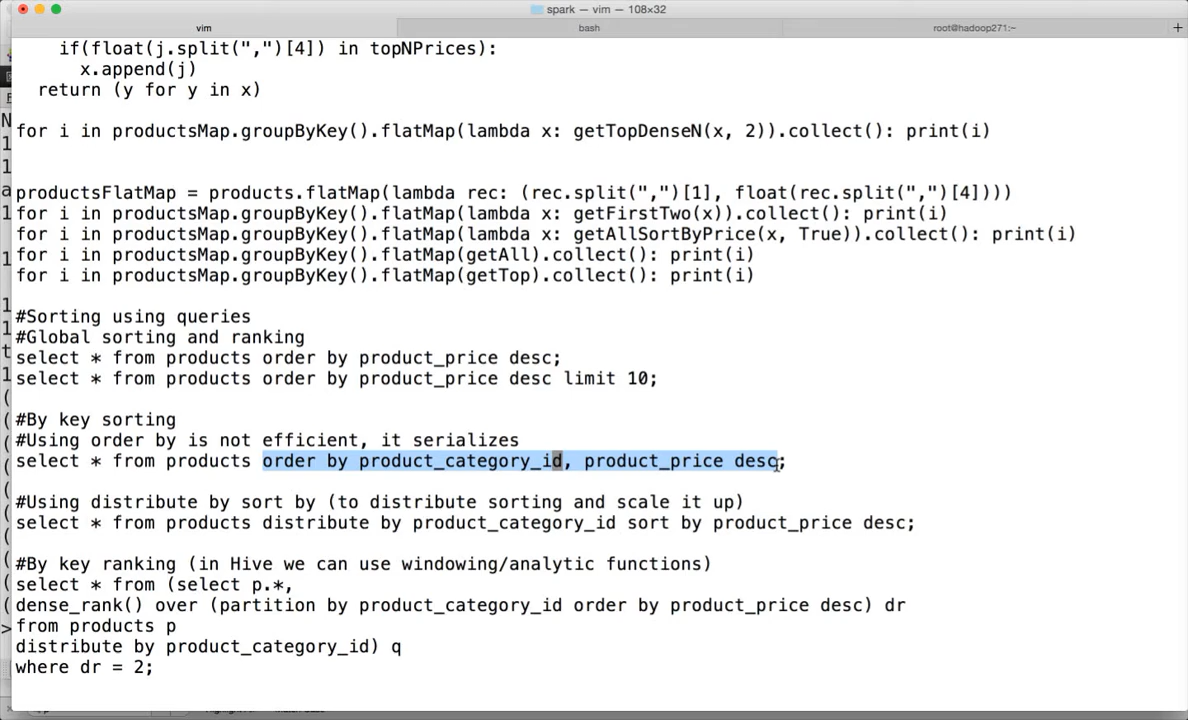 spark — vim — 108×32
vim bash root@hadoop271:~
if(float(j.split(",")[4]) in topNPrices):
x.append(j)
return (y for y in x)
for i in productsMap.groupByKey().flatMap(lambda x: getTopDenseN(x, 2)).collect(): print(i)
productsFlatMap = products.flatMap(lambda rec: (rec.split(",")[1], float(rec.split(",")[4])))
for i in productsMap.groupByKey().flatMap(lambda x: getFirstTwo(x)).collect(): print(i)
for i in productsMap.groupByKey().flatMap(lambda x: getAllSortByPrice(x, True)).collect(): print(i)
for i in productsMap.groupByKey().flatMap(getAll).collect(): print(i)
for i in productsMap.groupByKey().flatMap(getTop).collect(): print(i)
#Sorting using queries
#Global sorting and ranking
select * from products order by product_price desc;
select * from products order by product_price desc limit 10;
#By key sorting
#Using order by is not efficient, it serializes
select * from products order by product_category_id, product_price desc;
#Using distribute by sort by (to distribute sorting and scale it up)
select * from products distribute by product_category_id sort by product_price desc;
#By key ranking (in Hive we can use windowing/analytic functions)
select * from (select p.*,
dense_rank() over (partition by product_category_id order by product_price desc) dr
from products p
distribute by product_category_id) q
where dr = 2;